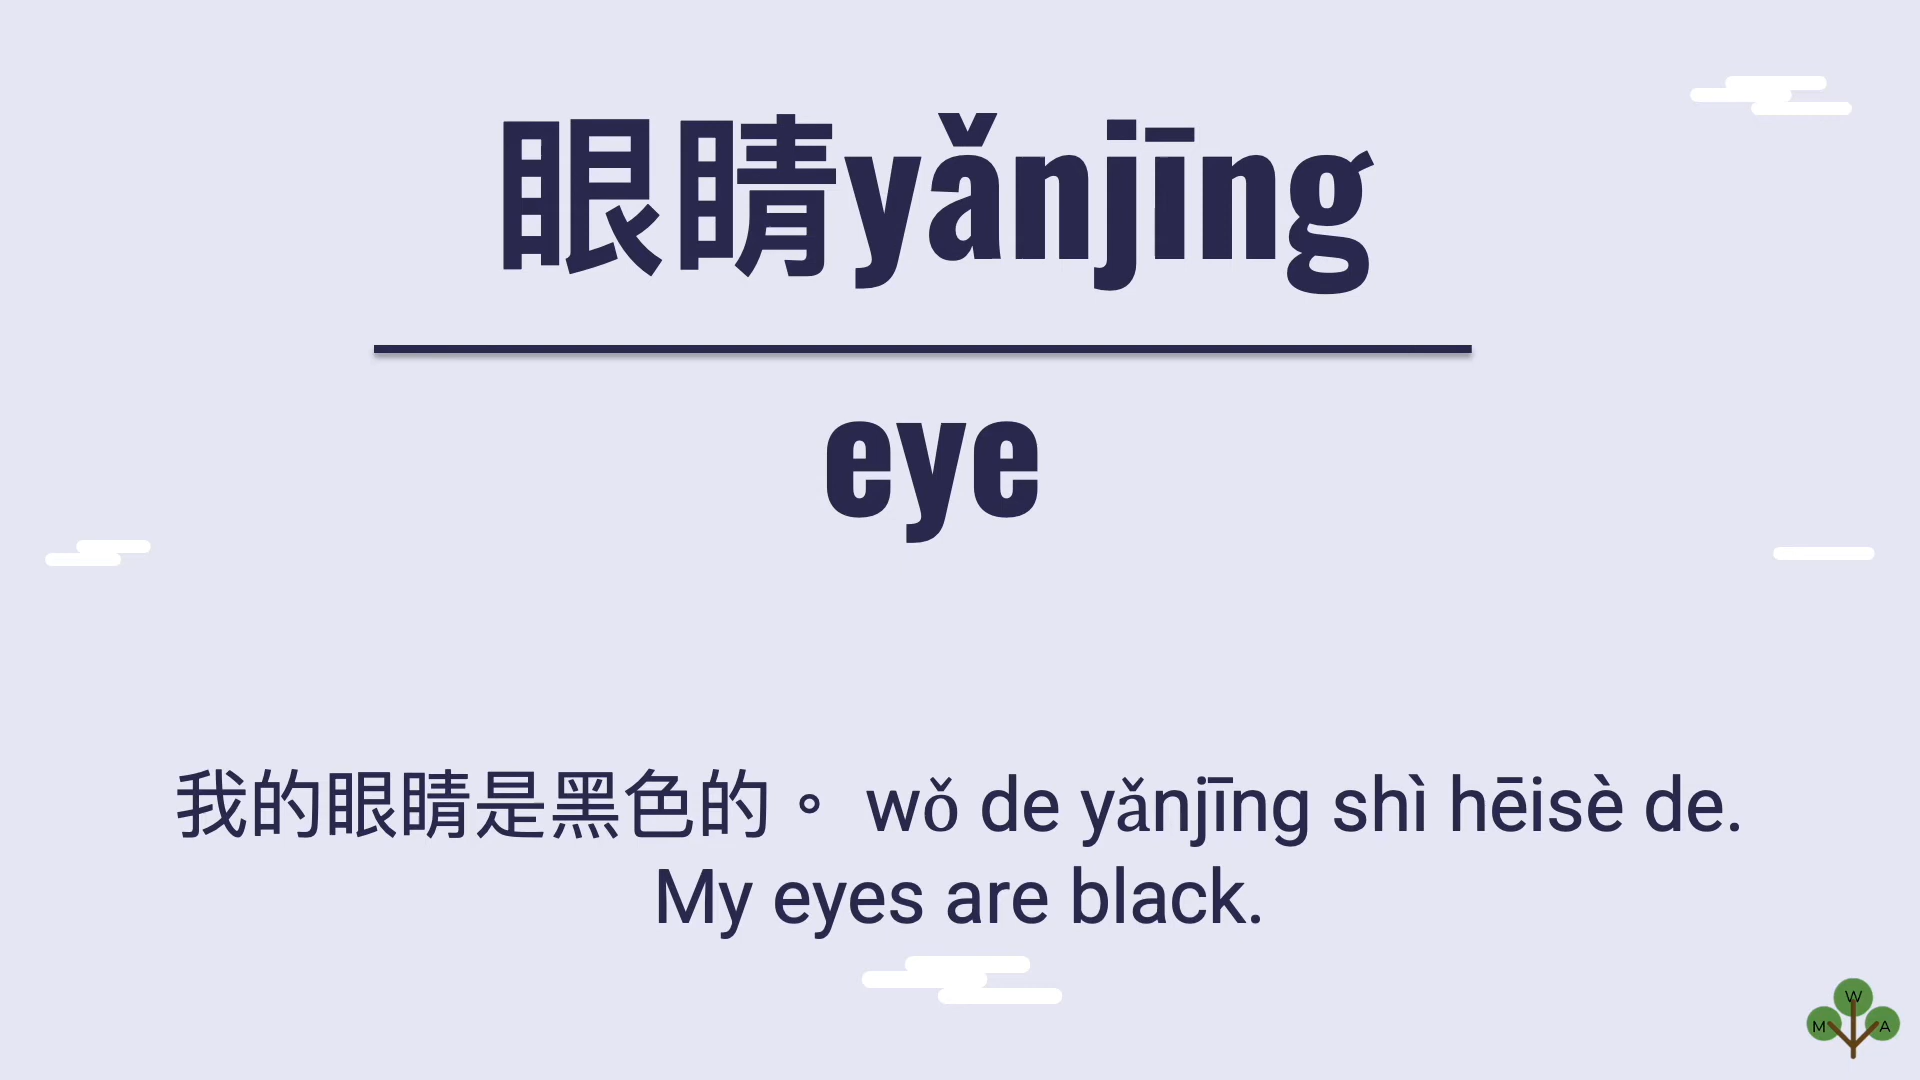 眼睛yǎnjīng
eye
我的眼睛是黑色的。 wǒ de yǎnjīng shì hēisè de.
My eyes are black.
W
M A